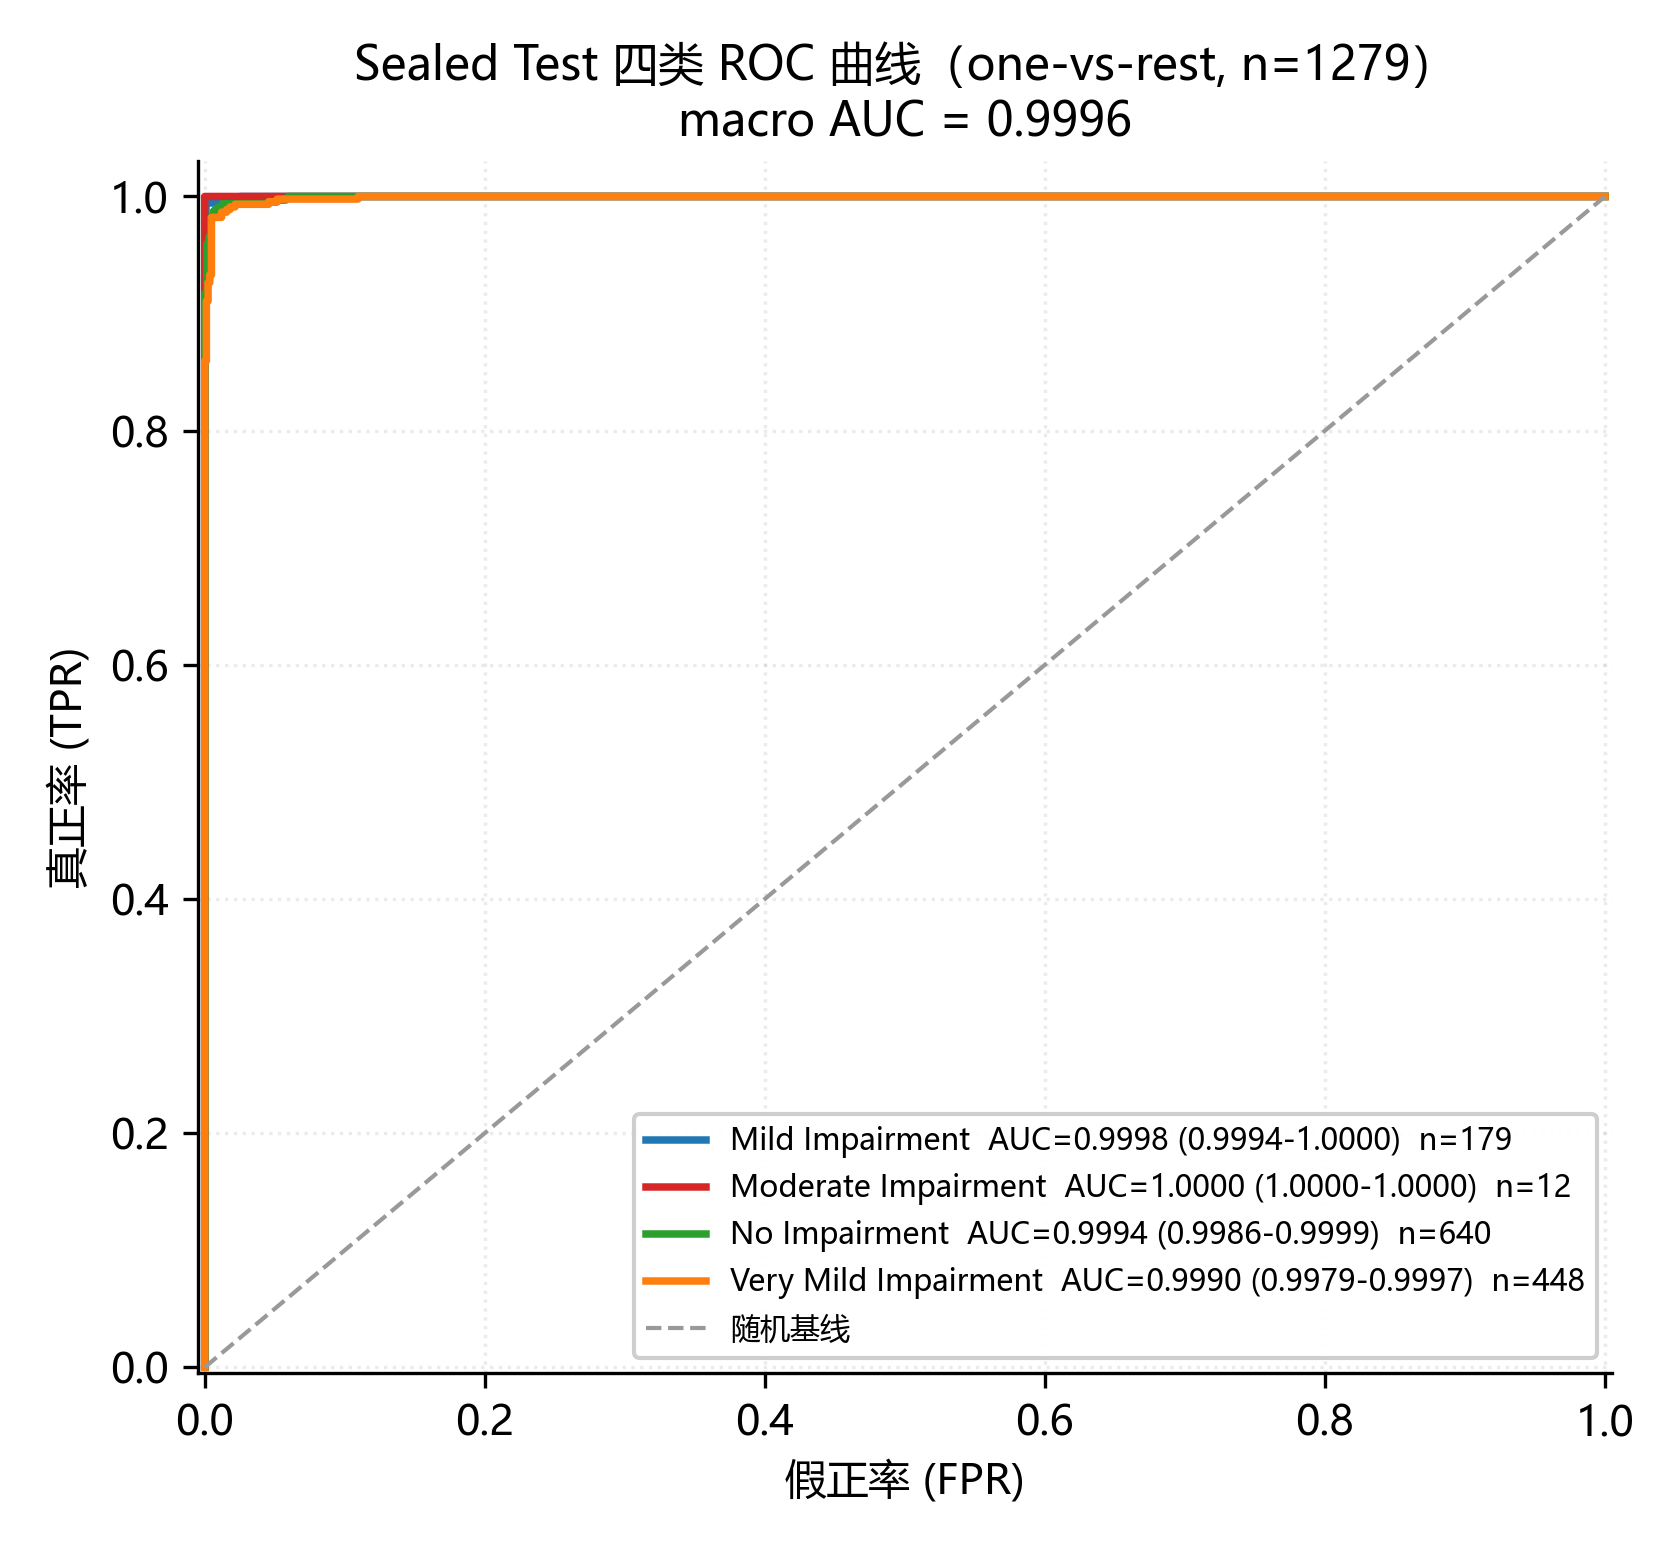 Sealed Test 四类 ROC 曲线（one-vs-rest, n=1279）
macro AUC = 0.9996
真正率 (TPR)
1.0
0.8
0.6
0.4
0.2
0.0
Mild Impairment  AUC=0.9998 (0.9994-1.0000)  n=179
Moderate Impairment  AUC=1.0000 (1.0000-1.0000)  n=12
No Impairment  AUC=0.9994 (0.9986-0.9999)  n=640
Very Mild Impairment  AUC=0.9990 (0.9979-0.9997)  n=448
随机基线
0.0 0.2 0.4 0.6 0.8 1.0
假正率 (FPR)